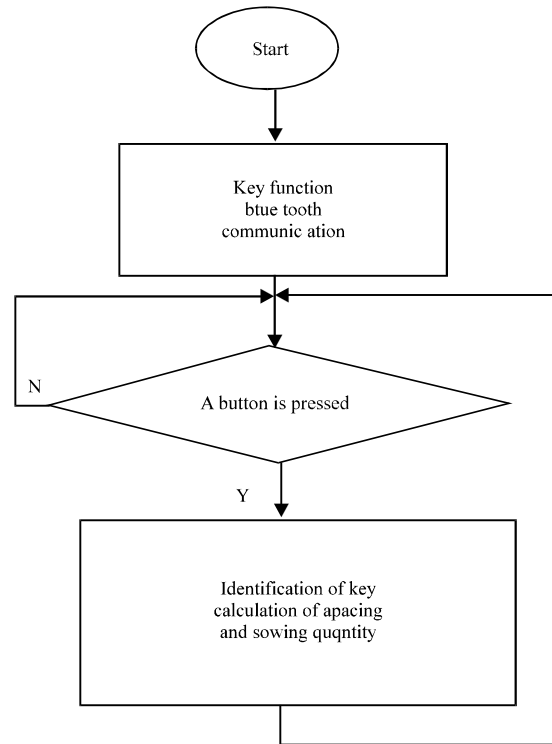 Start
Key function
btue tooth
communic ation
N
A button is pressed
Y
Identification of key
calculation of apacing
and sowing quqntity